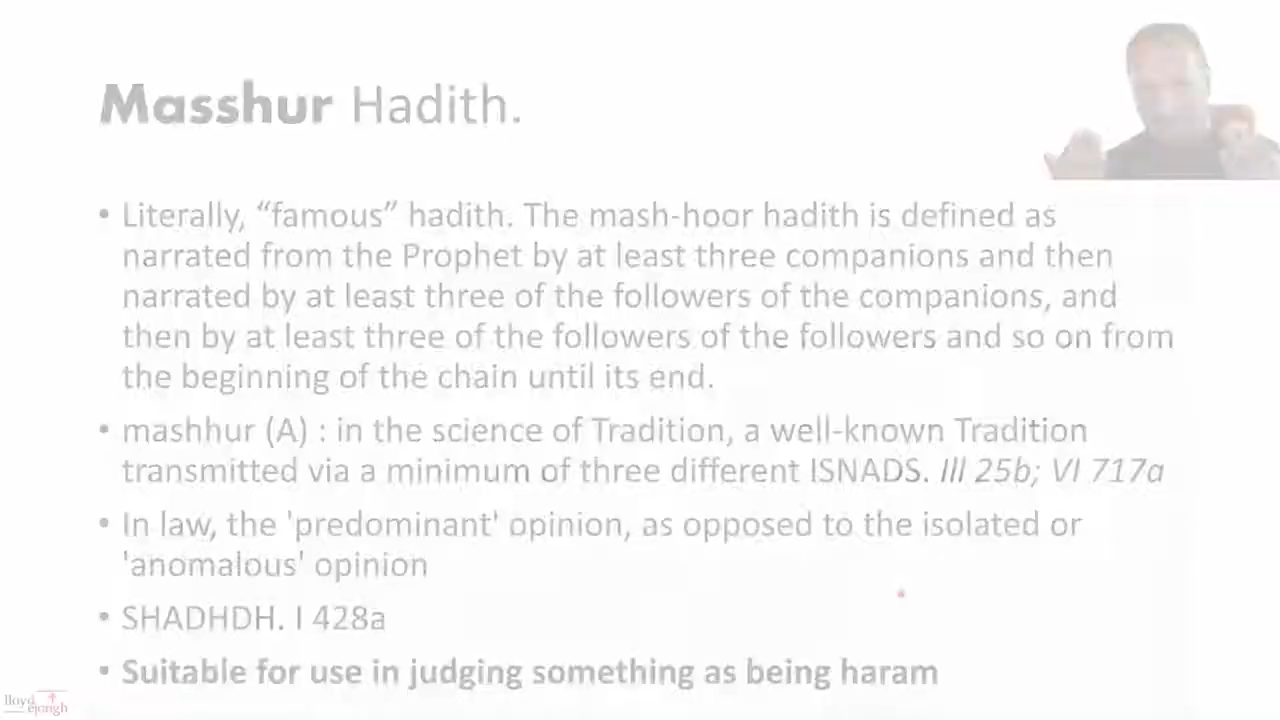 Masshur Hadith.
• Literally, “famous” hadith. The mash-hoor hadith is defined as
narrated from the Prophet by at least three companions and then
narrated by at least three of the followers of the companions, and
then by at least three of the followers of the followers and so on from
the beginning of the chain until its end.
• mashhur (A) : in the science of Tradition, a well-known Tradition
transmitted via a minimum of three different ISNADS. III 25b; VI 717a
• In law, the 'predominant' opinion, as opposed to the isolated or
'anomalous' opinion
• SHADHDH. I 428a
• Suitable for use in judging something as being haram
lloyd